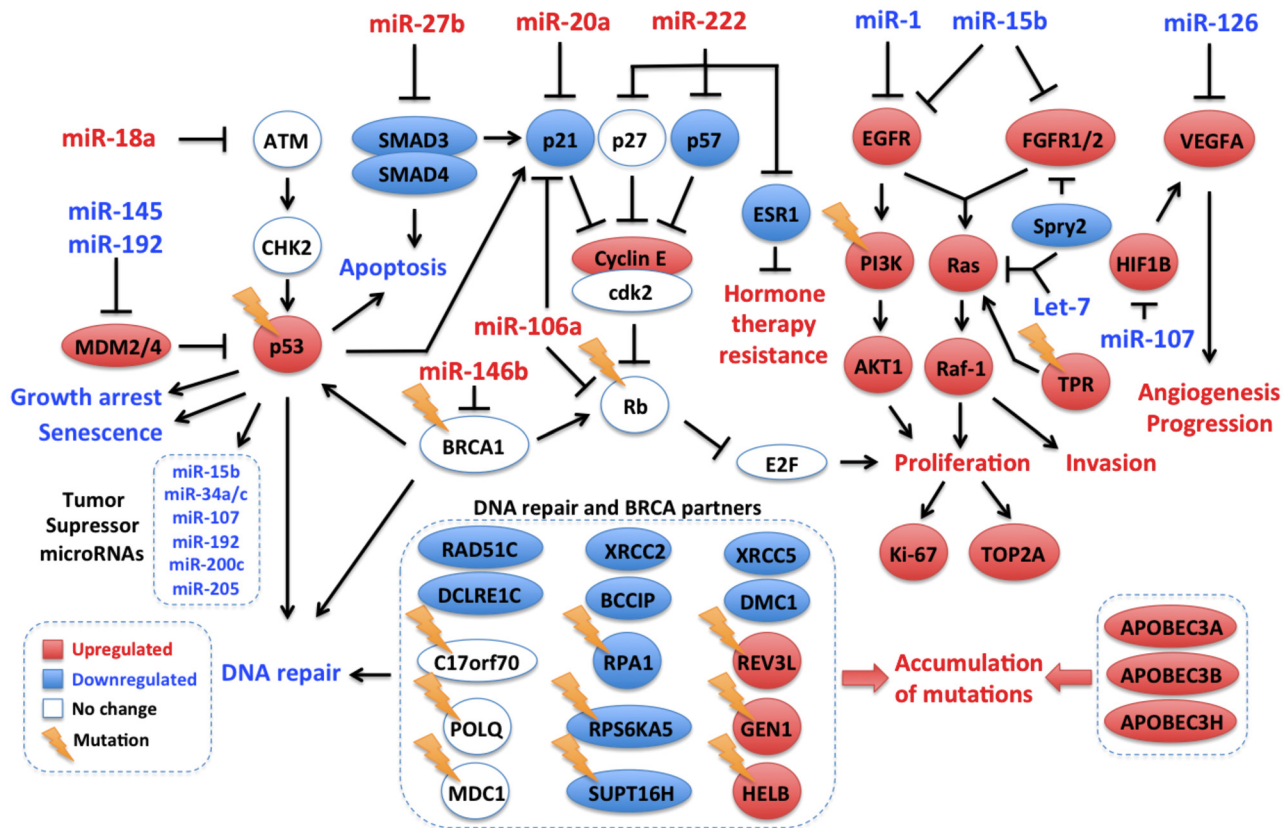 miR-27b
miR-20a
miR-222
miR-1
miR-15b
miR-126
miR-18a
ATM
SMAD3
SMAD4
p21
p27
p57
EGFR
FGFR1/2
VEGFA
miR-145
miR-192
CHK2
Apoptosis
ESR1
Spry2
Cyclin E
cdk2
PI3K
Ras
HIF1B
MDM2/4
p53
miR-106a
Hormone
therapy
resistance
Let-7
miR-107
AKT1
Raf-1
TPR
Growth arrest
Senescence
miR-146b
BRCA1
Rb
Angiogenesis
Progression
E2F
Proliferation
Invasion
Tumor
Supressor
microRNAs
miR-15b
miR-34a/c
miR-107
miR-192
miR-200c
miR-205
DNA repair and BRCA partners
RAD51C
XRCC2
XRCC5
Ki-67
TOP2A
DCLRE1C
BCCIP
DMC1
C17orf70
RPA1
REV3L
POLQ
RPS6KA5
GEN1
MDC1
SUPT16H
HELB
DNA repair
Accumulation
of mutations
APOBEC3A
APOBEC3B
APOBEC3H
Upregulated
Downregulated
No change
Mutation